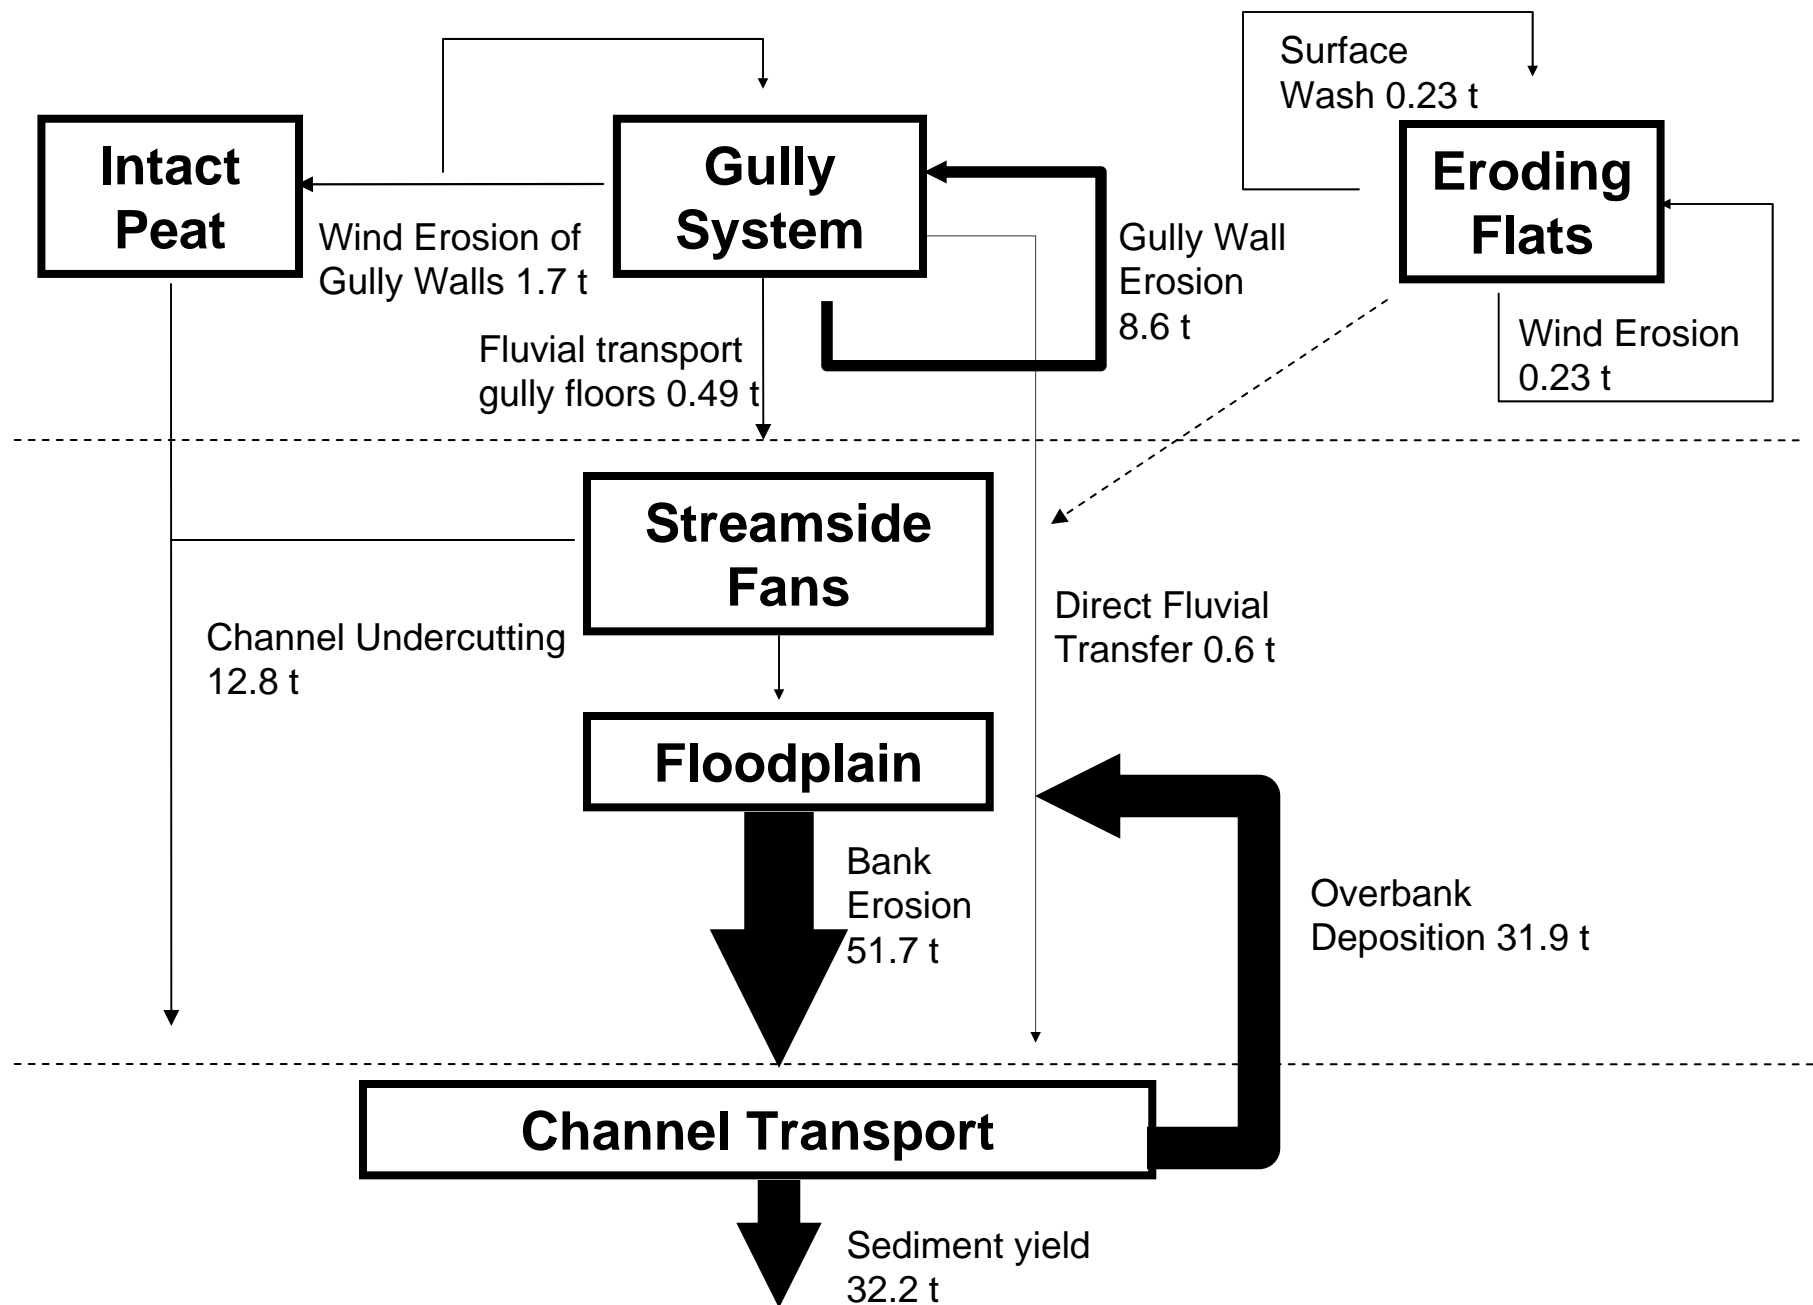 Surface
Wash 0.23 t
Intact
Peat
Gully
System
Eroding
Flats
Wind Erosion of
Gully Walls 1.7 t
Gully Wall
Erosion
8.6 t
Fluvial transport
gully floors 0.49 t
Wind Erosion
0.23 t
Streamside
Fans
Channel Undercutting
12.8 t
Direct Fluvial
Transfer 0.6 t
Floodplain
Bank
Erosion
51.7 t
Overbank
Deposition 31.9 t
Channel Transport
Sediment yield
32.2 t